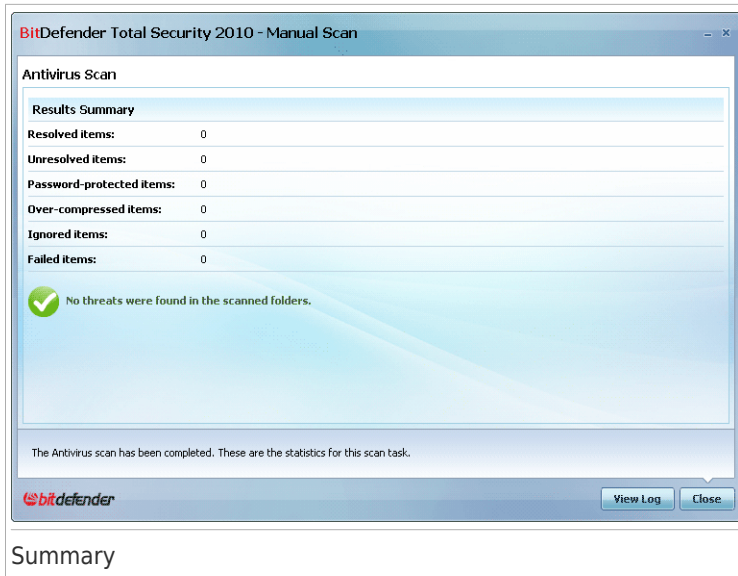 BitDefender Total Security 2010 - Manual Scan
Antivirus Scan
Results Summary
Resolved items: 0
Unresolved items: 0
Password-protected items: 0
Over-compressed items: 0
Ignored items: 0
Failed items: 0
No threats were found in the scanned folders.
The Antivirus scan has been completed. These are the statistics for this scan task.
bitdefender
View Log
Close
Summary